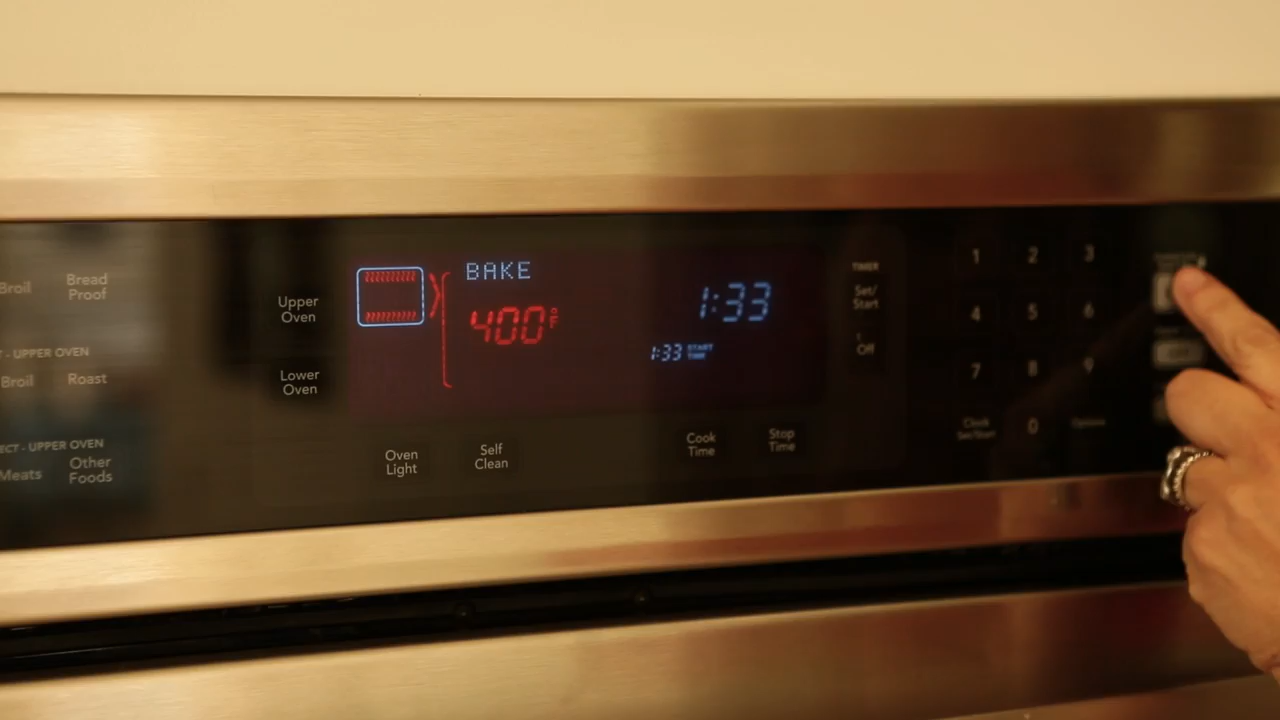 Broil
Bread
Proof
T - UPPER OVEN
Broil
Roast
ECT - UPPER OVEN
Meats
Other
Foods
Upper
Oven
Lower
Oven
BAKE
400°F
1:33
1:33 START
TIME
Oven
Light
Self
Clean
Cook
Time
Stop
Time
TIMER
Set/
Start
Off
1 2 3
4 5 6
7 8 9
Clock
Set/Start
0